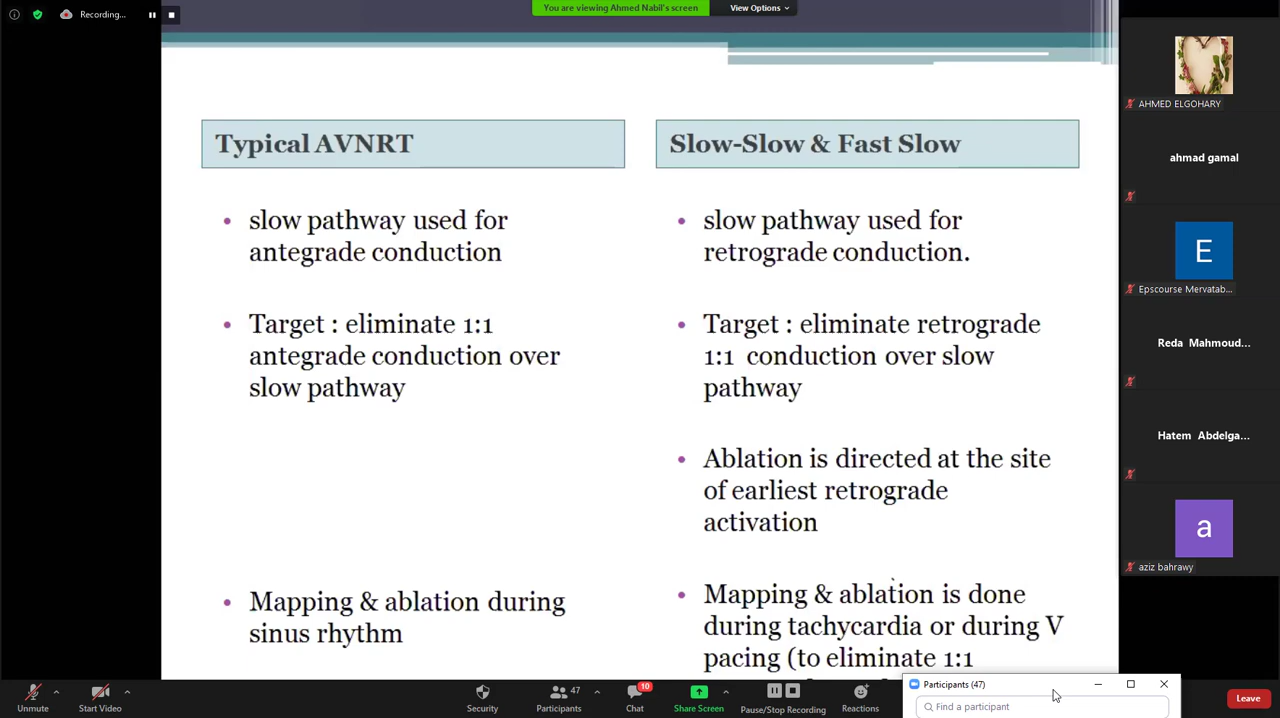 Recording...
You are viewing Ahmed Nabil's screen
View Options
Typical AVNRT
slow pathway used for
antegrade conduction
Target : eliminate 1:1
antegrade conduction over
slow pathway
Mapping & ablation during
sinus rhythm
Slow-Slow & Fast Slow
slow pathway used for
retrograde conduction.
Target : eliminate retrograde
1:1 conduction over slow
pathway
Ablation is directed at the site
of earliest retrograde
activation
Mapping & ablation is done
during tachycardia or during V
pacing (to eliminate 1:1
AHMED ELGOHARY
ahmad gamal
E
Epscourse Mervatab...
Reda Mahmoud...
Hatem Abdelga...
a
aziz bahrawy
Participants (47)
Find a participant
Unmute
Start Video
Security
47
Participants
10
Chat
Share Screen
Pause/Stop Recording
Reactions
Leave